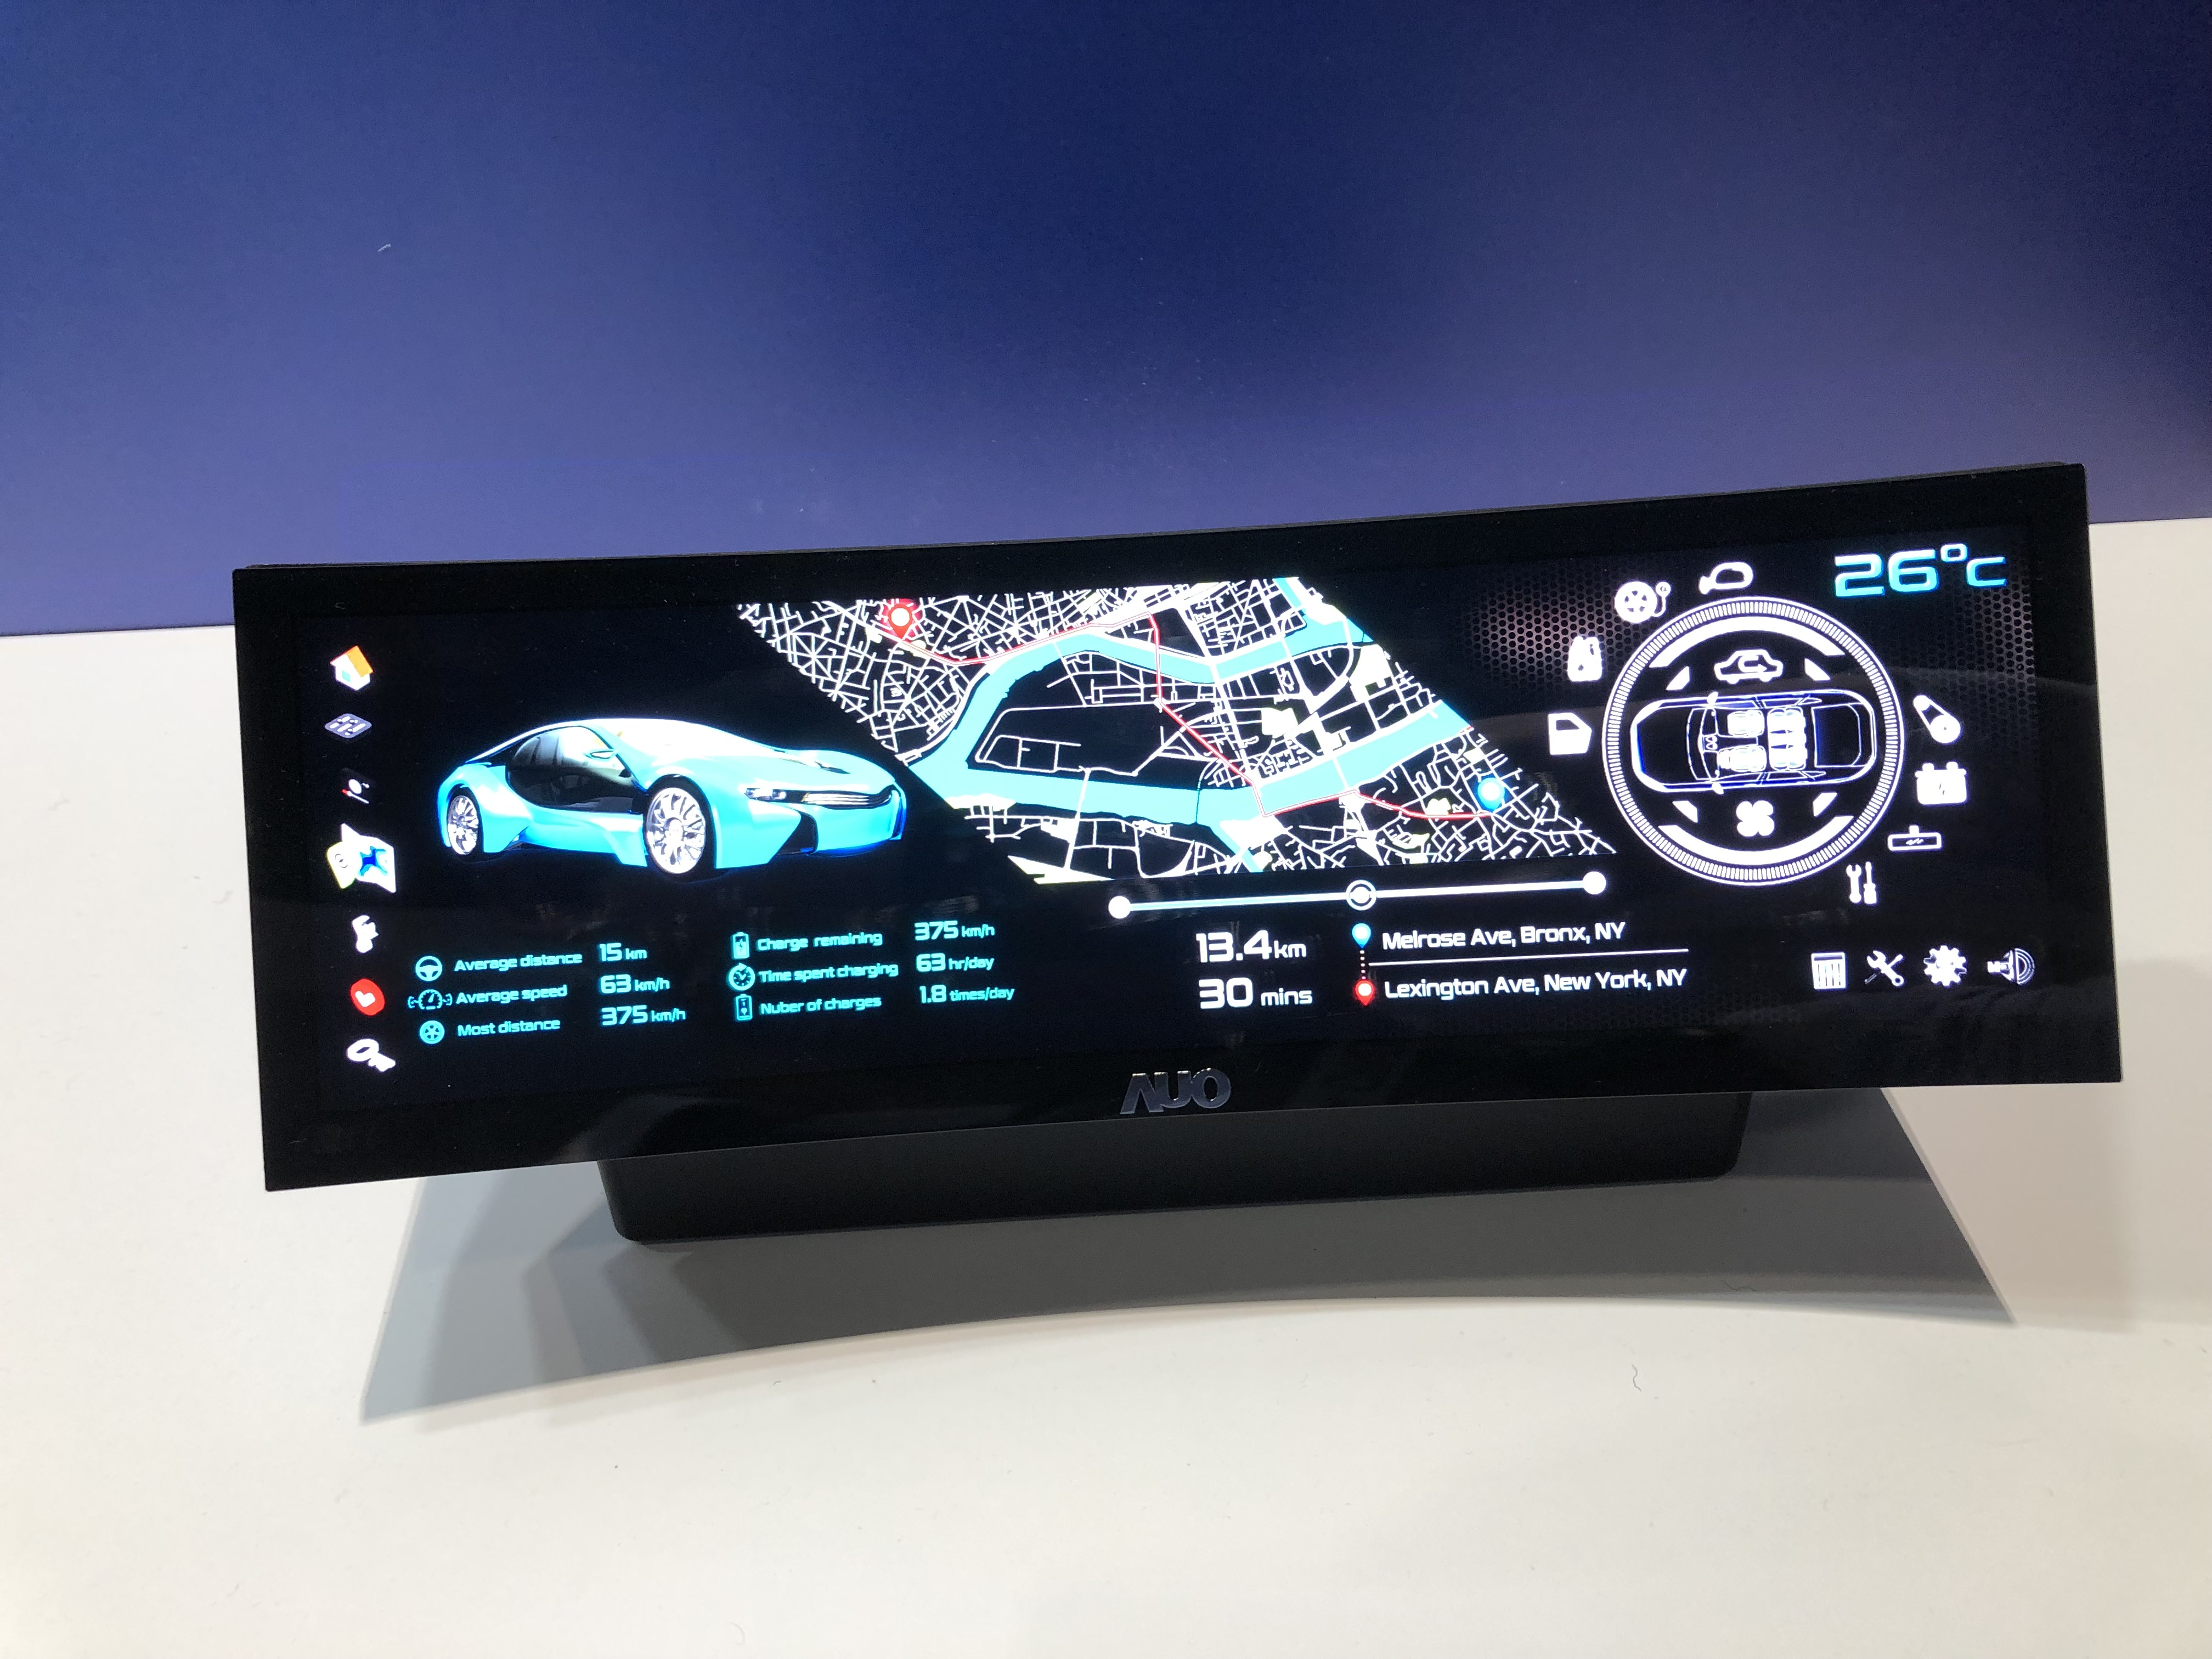 26°C
Average distance 15 km
Average speed 63 km/h
Most distance 375 km/h
Charge remaining 375 km/h
Time spent charging 63 hr/day
Nuber of charges 1.8 times/day
13.4 km
30 mins
Melrose Ave, Bronx, NY
Lexington Ave, New York, NY
AUO